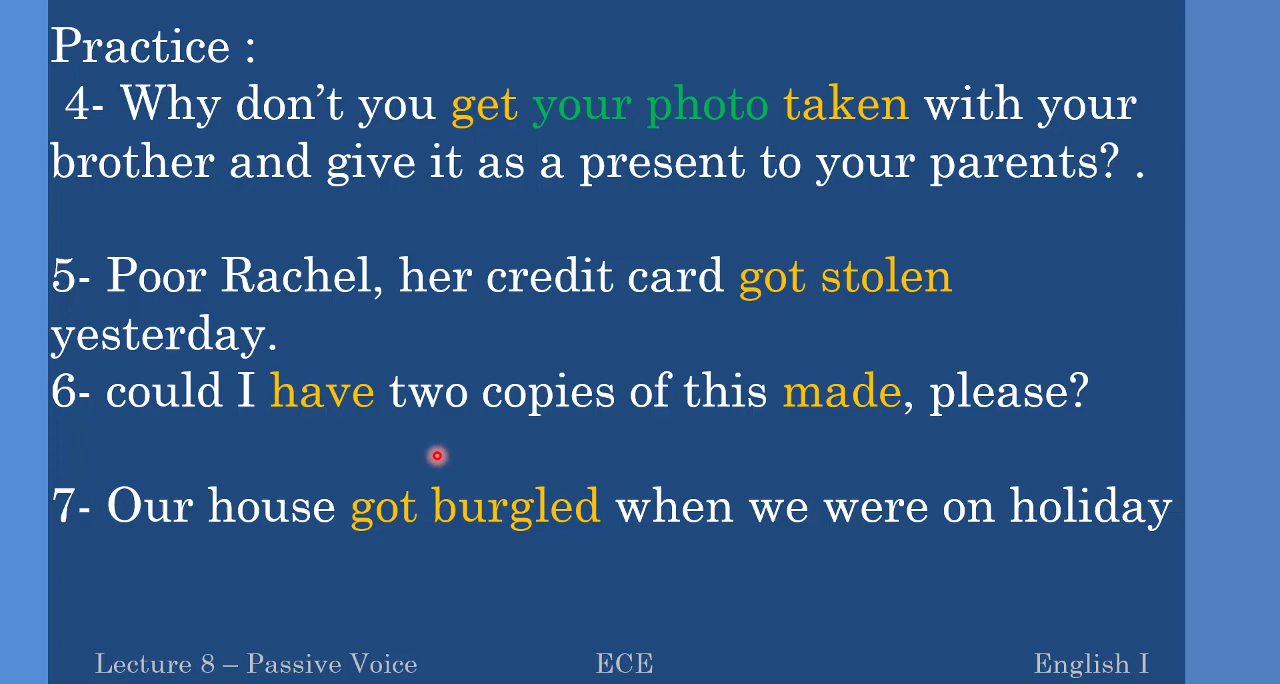 Practice :
4- Why don’t you get your photo taken with your
brother and give it as a present to your parents? .
5- Poor Rachel, her credit card got stolen
yesterday.
6- could I have two copies of this made, please?
7- Our house got burgled when we were on holiday
Lecture 8 – Passive Voice ECE English I